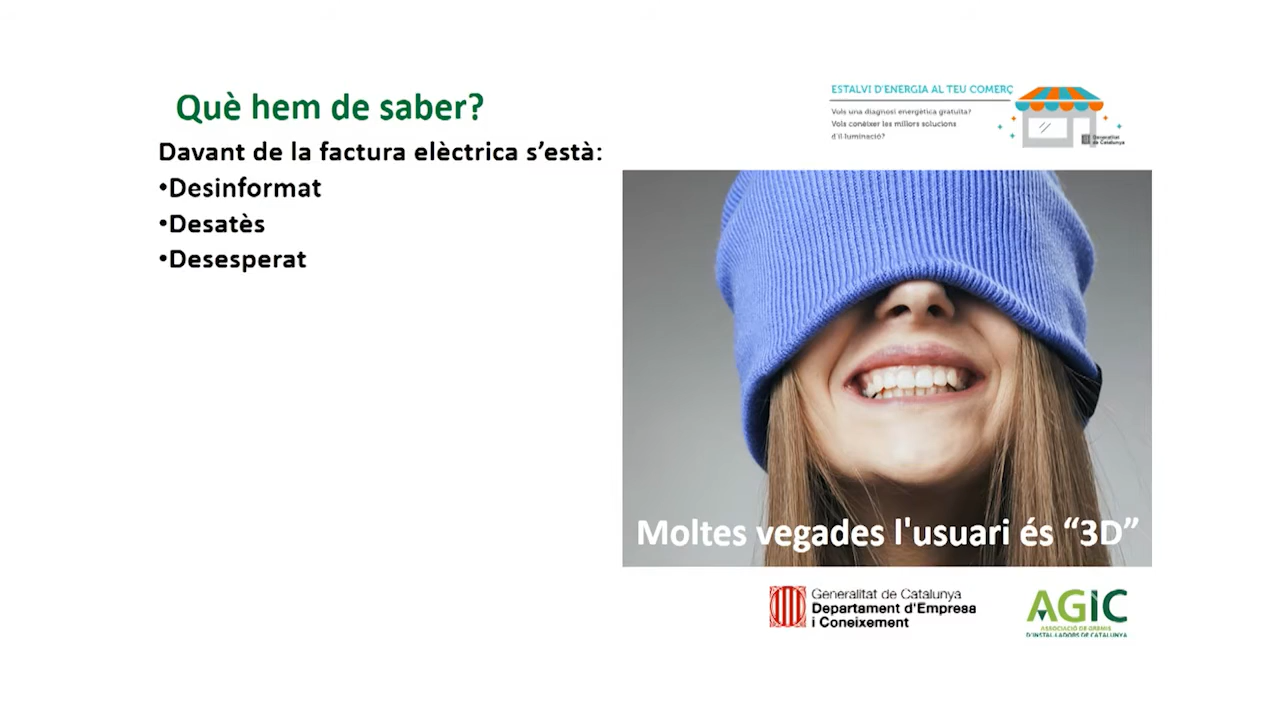 Què hem de saber?
Davant de la factura elèctrica s’està:
•Desinformat
•Desatès
•Desesperat
ESTALVI D'ENERGIA AL TEU COMERÇ
Vols una diagnosi energètica gratuïta?
Vols conèixer les millors solucions
d'il·luminació?
Generalitat
de Catalunya
Moltes vegades l'usuari és “3D”
Generalitat de Catalunya
Departament d'Empresa
i Coneixement
AGIC
ASSOCIACIÓ DE GREMIS
D'INSTAL·LADORS DE CATALUNYA